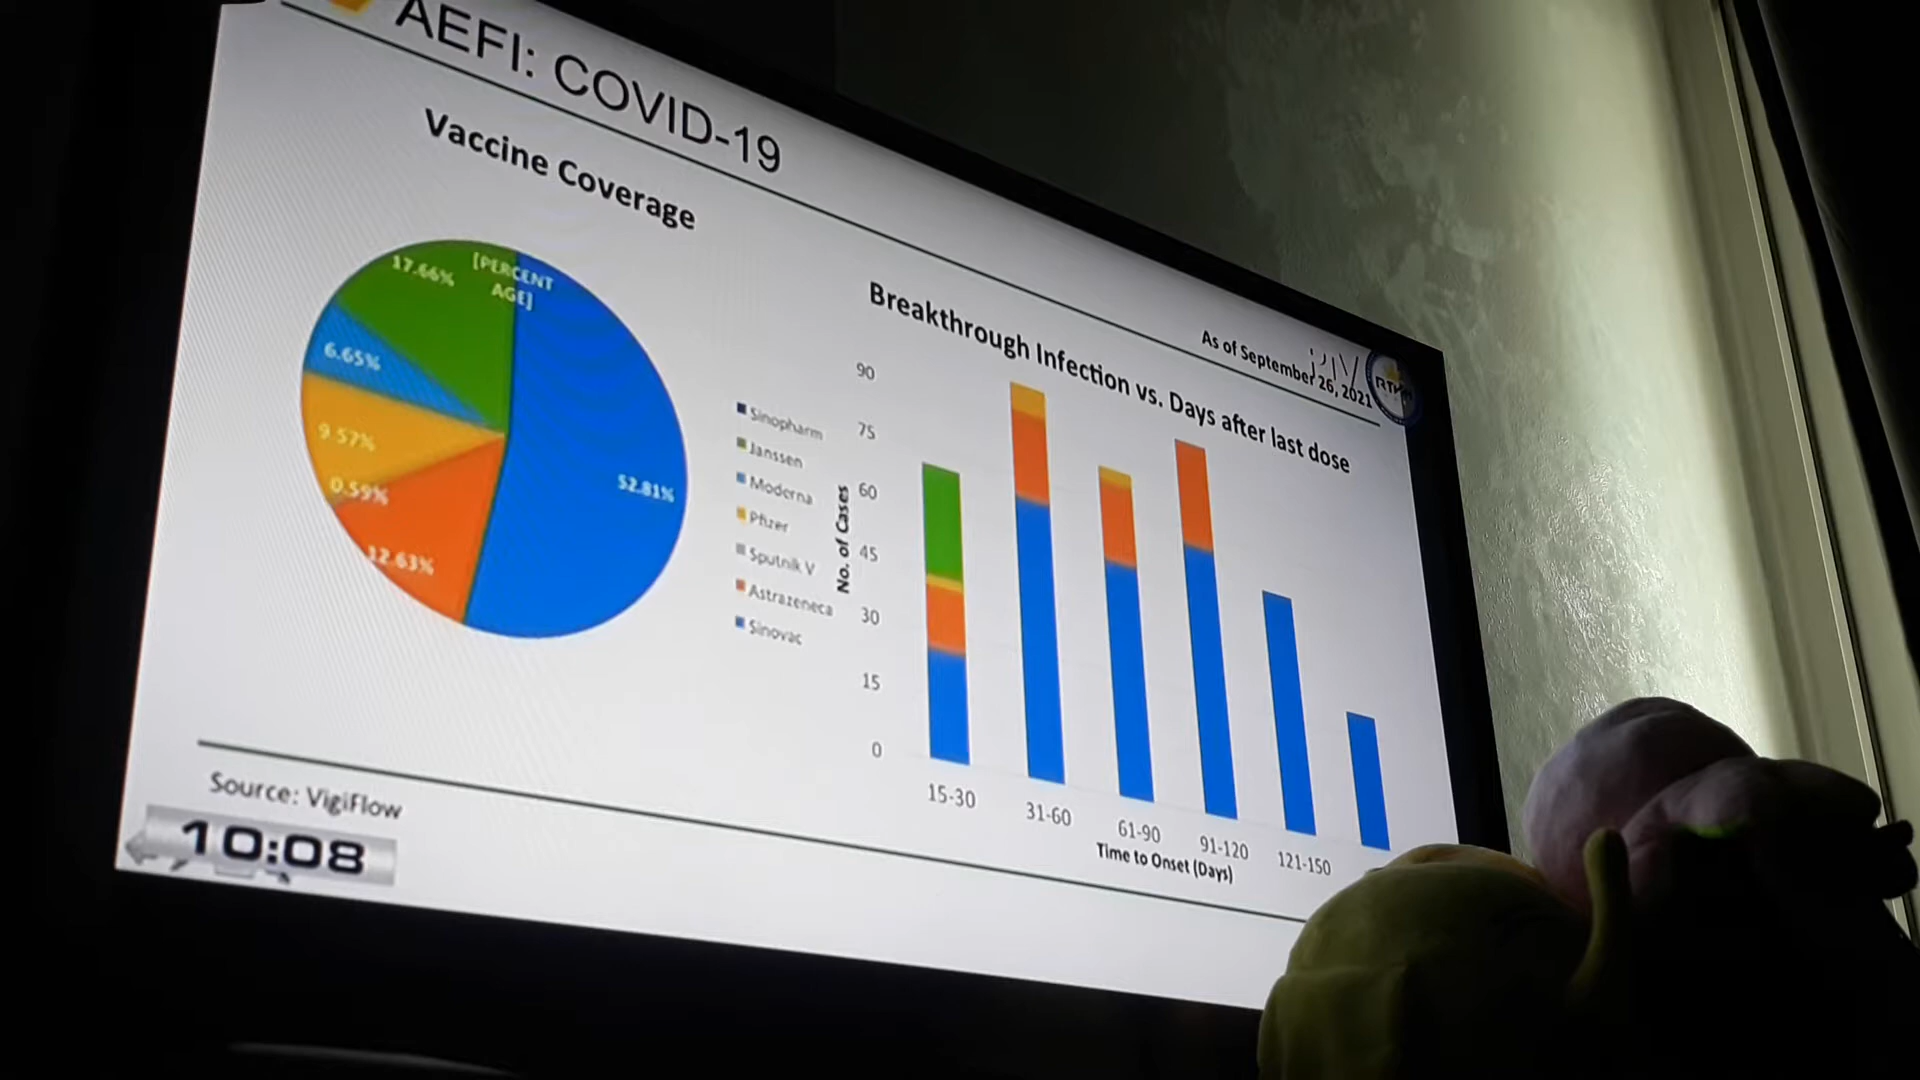 AEFI: COVID-19
Vaccine Coverage
17.66%
[PERCENT
AGE]
6.65%
9.57%
0.59%
12.63%
52.81%
Sinopharm
Janssen
Moderna
Pfizer
Sputnik V
Astrazeneca
Sinovac
As of September 26, 2021
Breakthrough Infection vs. Days after last dose
No. of Cases
90
75
60
45
30
15
0
15-30
31-60
61-90
91-120
121-150
Time to Onset (Days)
Source: VigiFlow
10:08